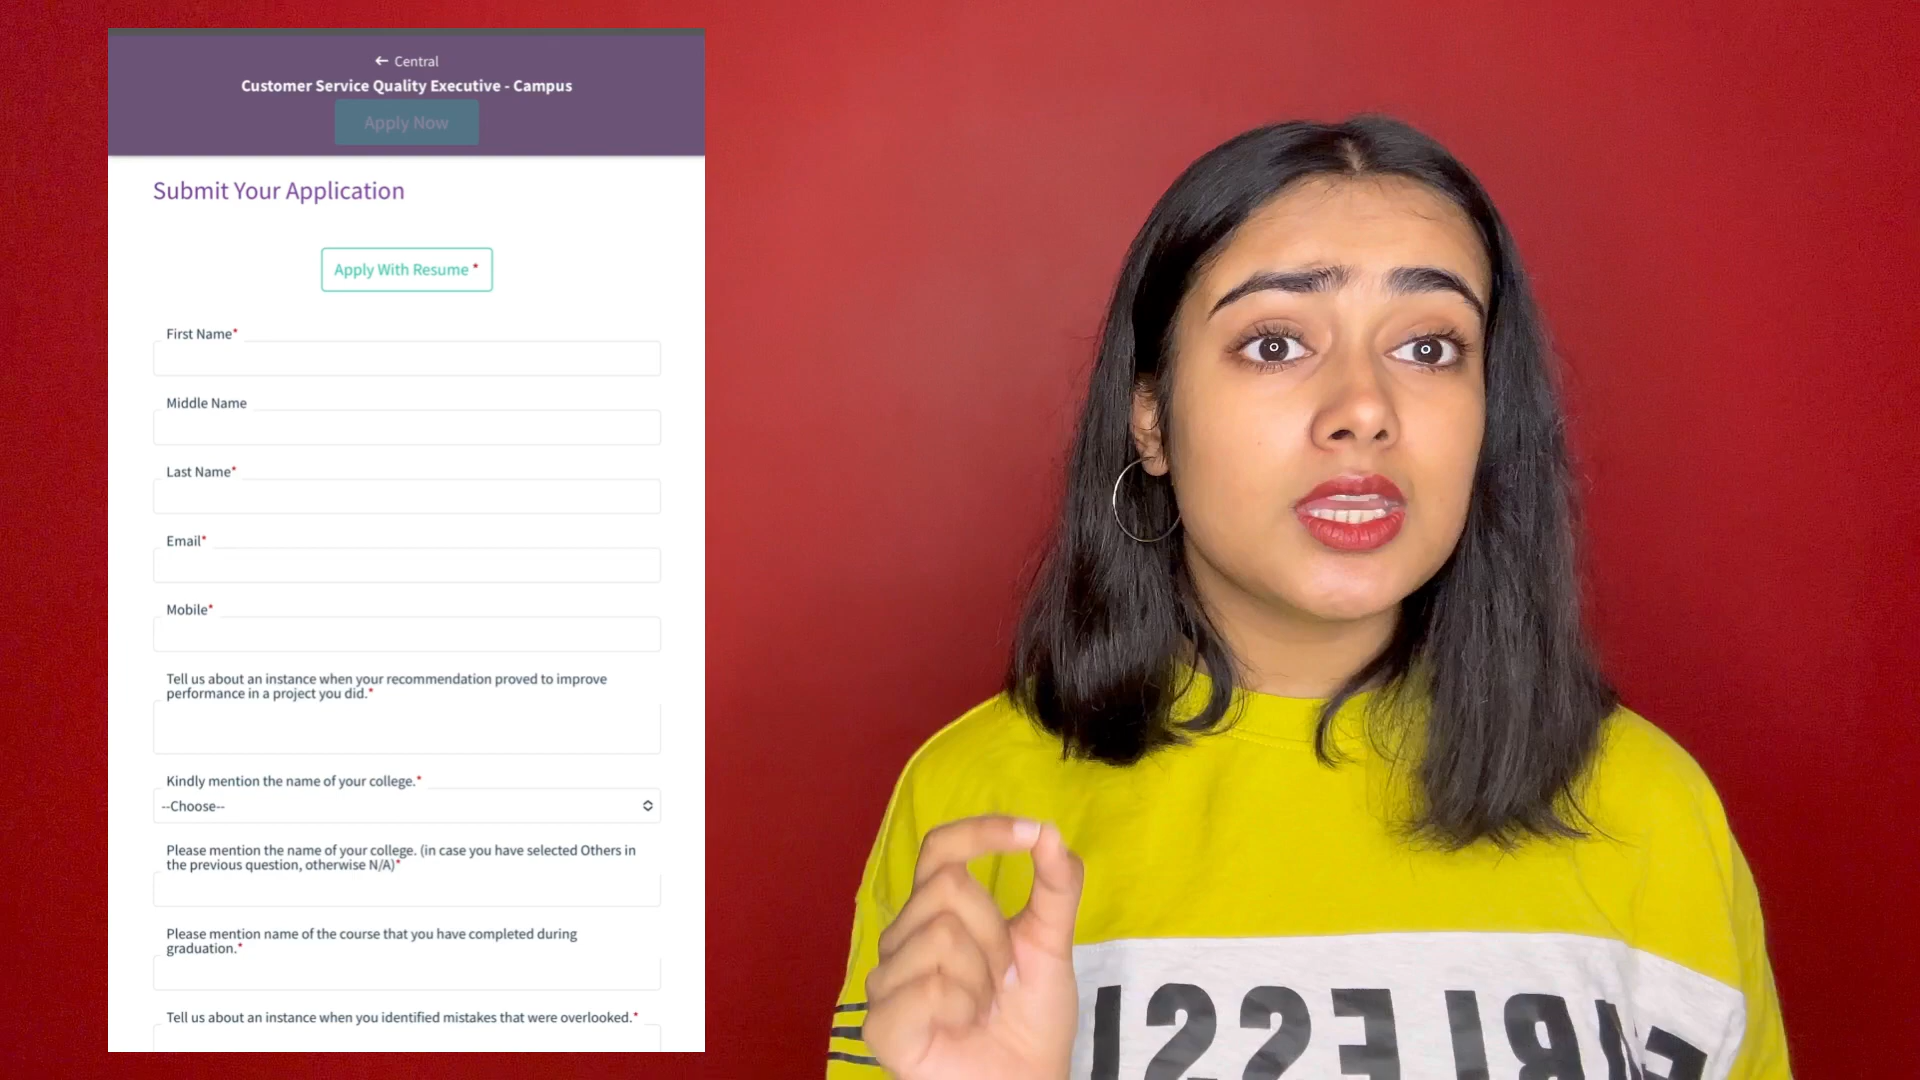 ← Central
Customer Service Quality Executive - Campus
Apply Now
Submit Your Application
Apply With Resume *
First Name*
Middle Name
Last Name*
Email*
Mobile*
Tell us about an instance when your recommendation proved to improve
performance in a project you did.*
Kindly mention the name of your college.*
--Choose--
Please mention the name of your college. (in case you have selected Others in
the previous question, otherwise N/A)*
Please mention name of the course that you have completed during
graduation.*
Tell us about an instance when you identified mistakes that were overlooked.*